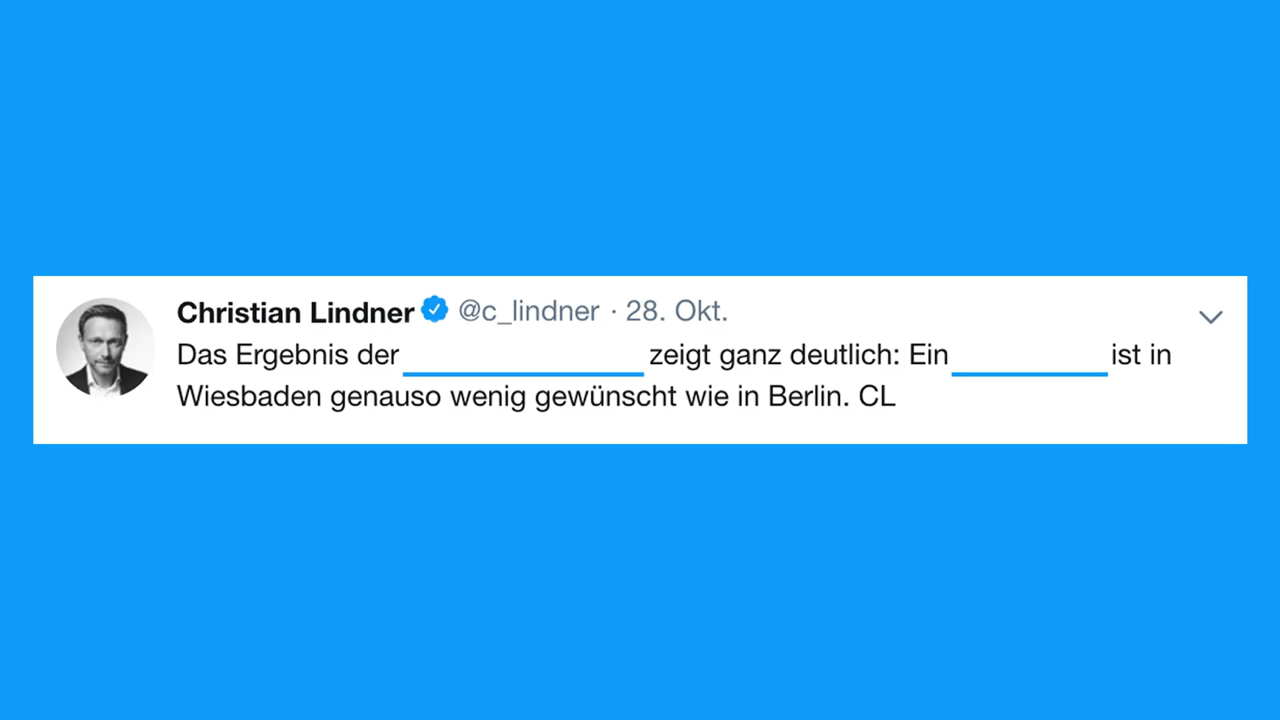 Christian Lindner @c_lindner · 28. Okt.
Das Ergebnis der zeigt ganz deutlich: Ein ist in
Wiesbaden genauso wenig gewünscht wie in Berlin. CL